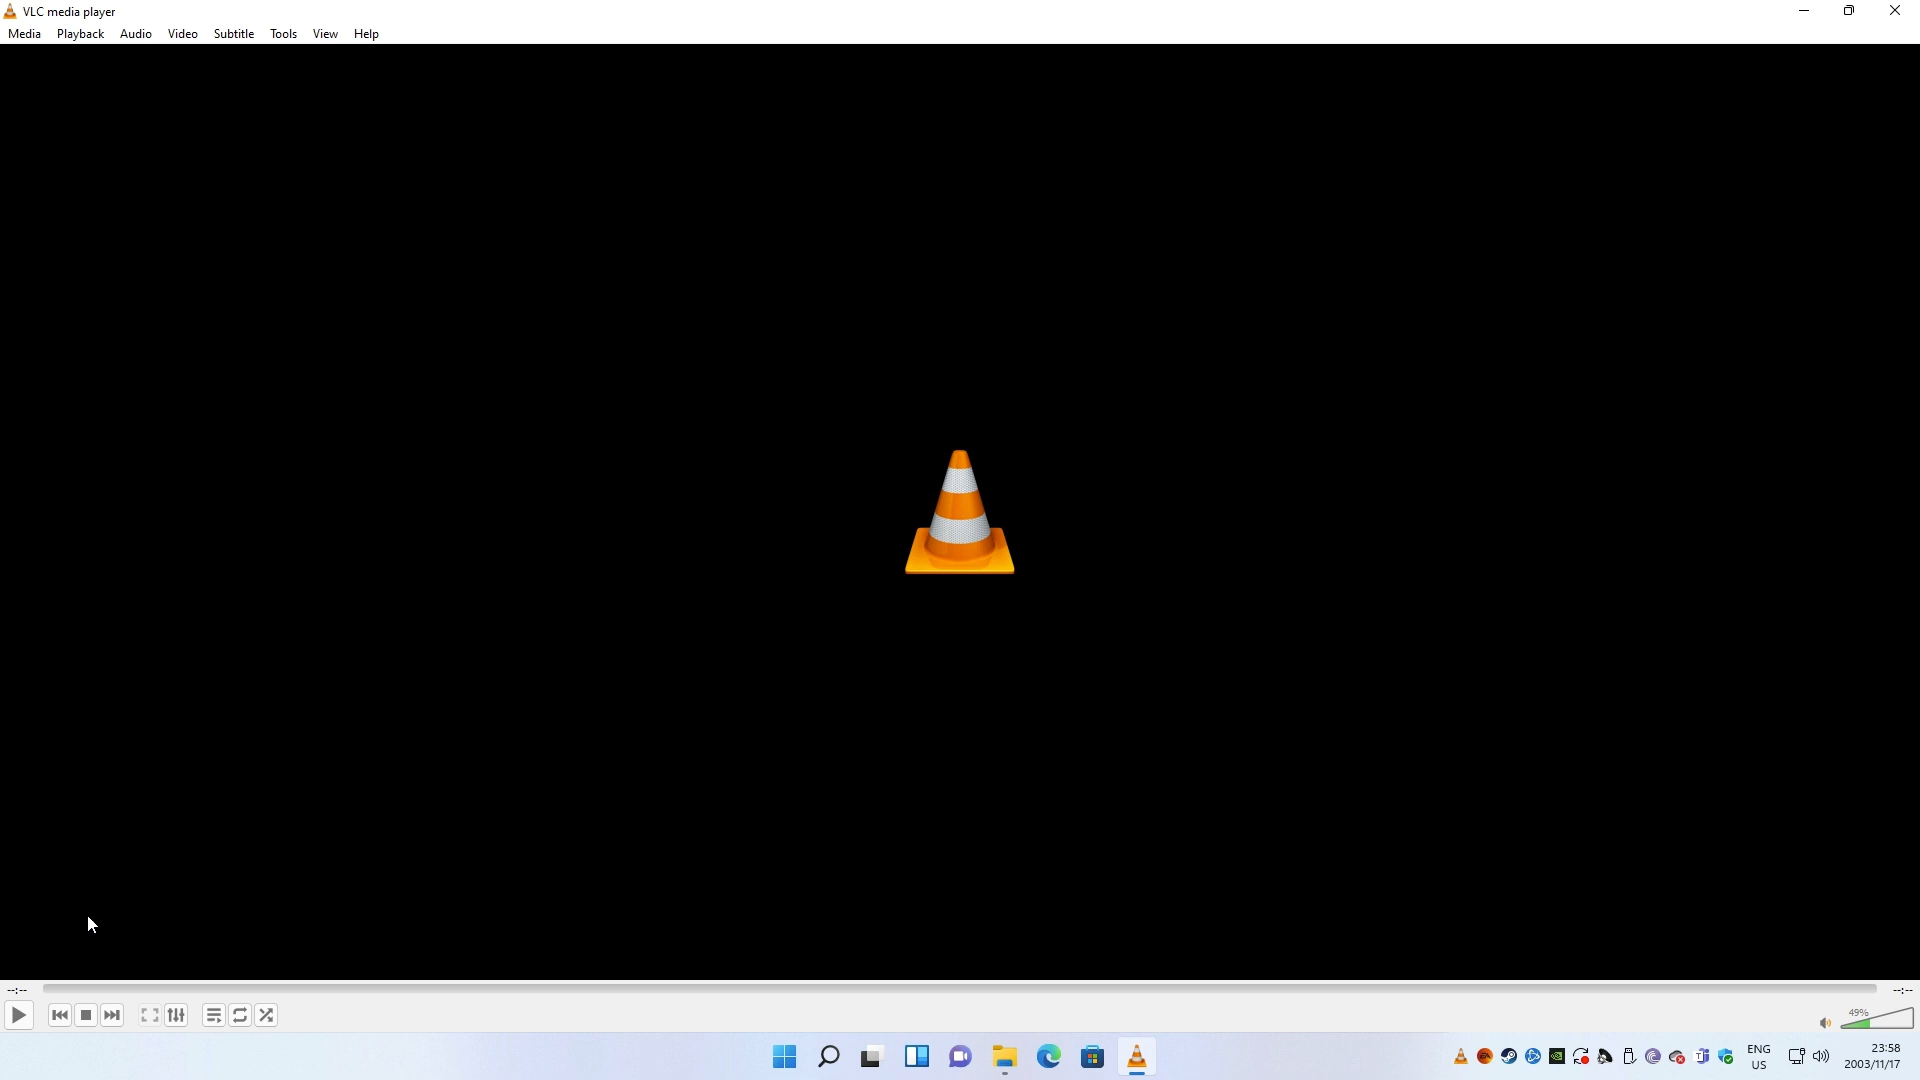 VLC media player
Media Playback Audio Video Subtitle Tools View Help
--:-- --:--
49%
ENG 23:58
US 2003/11/17